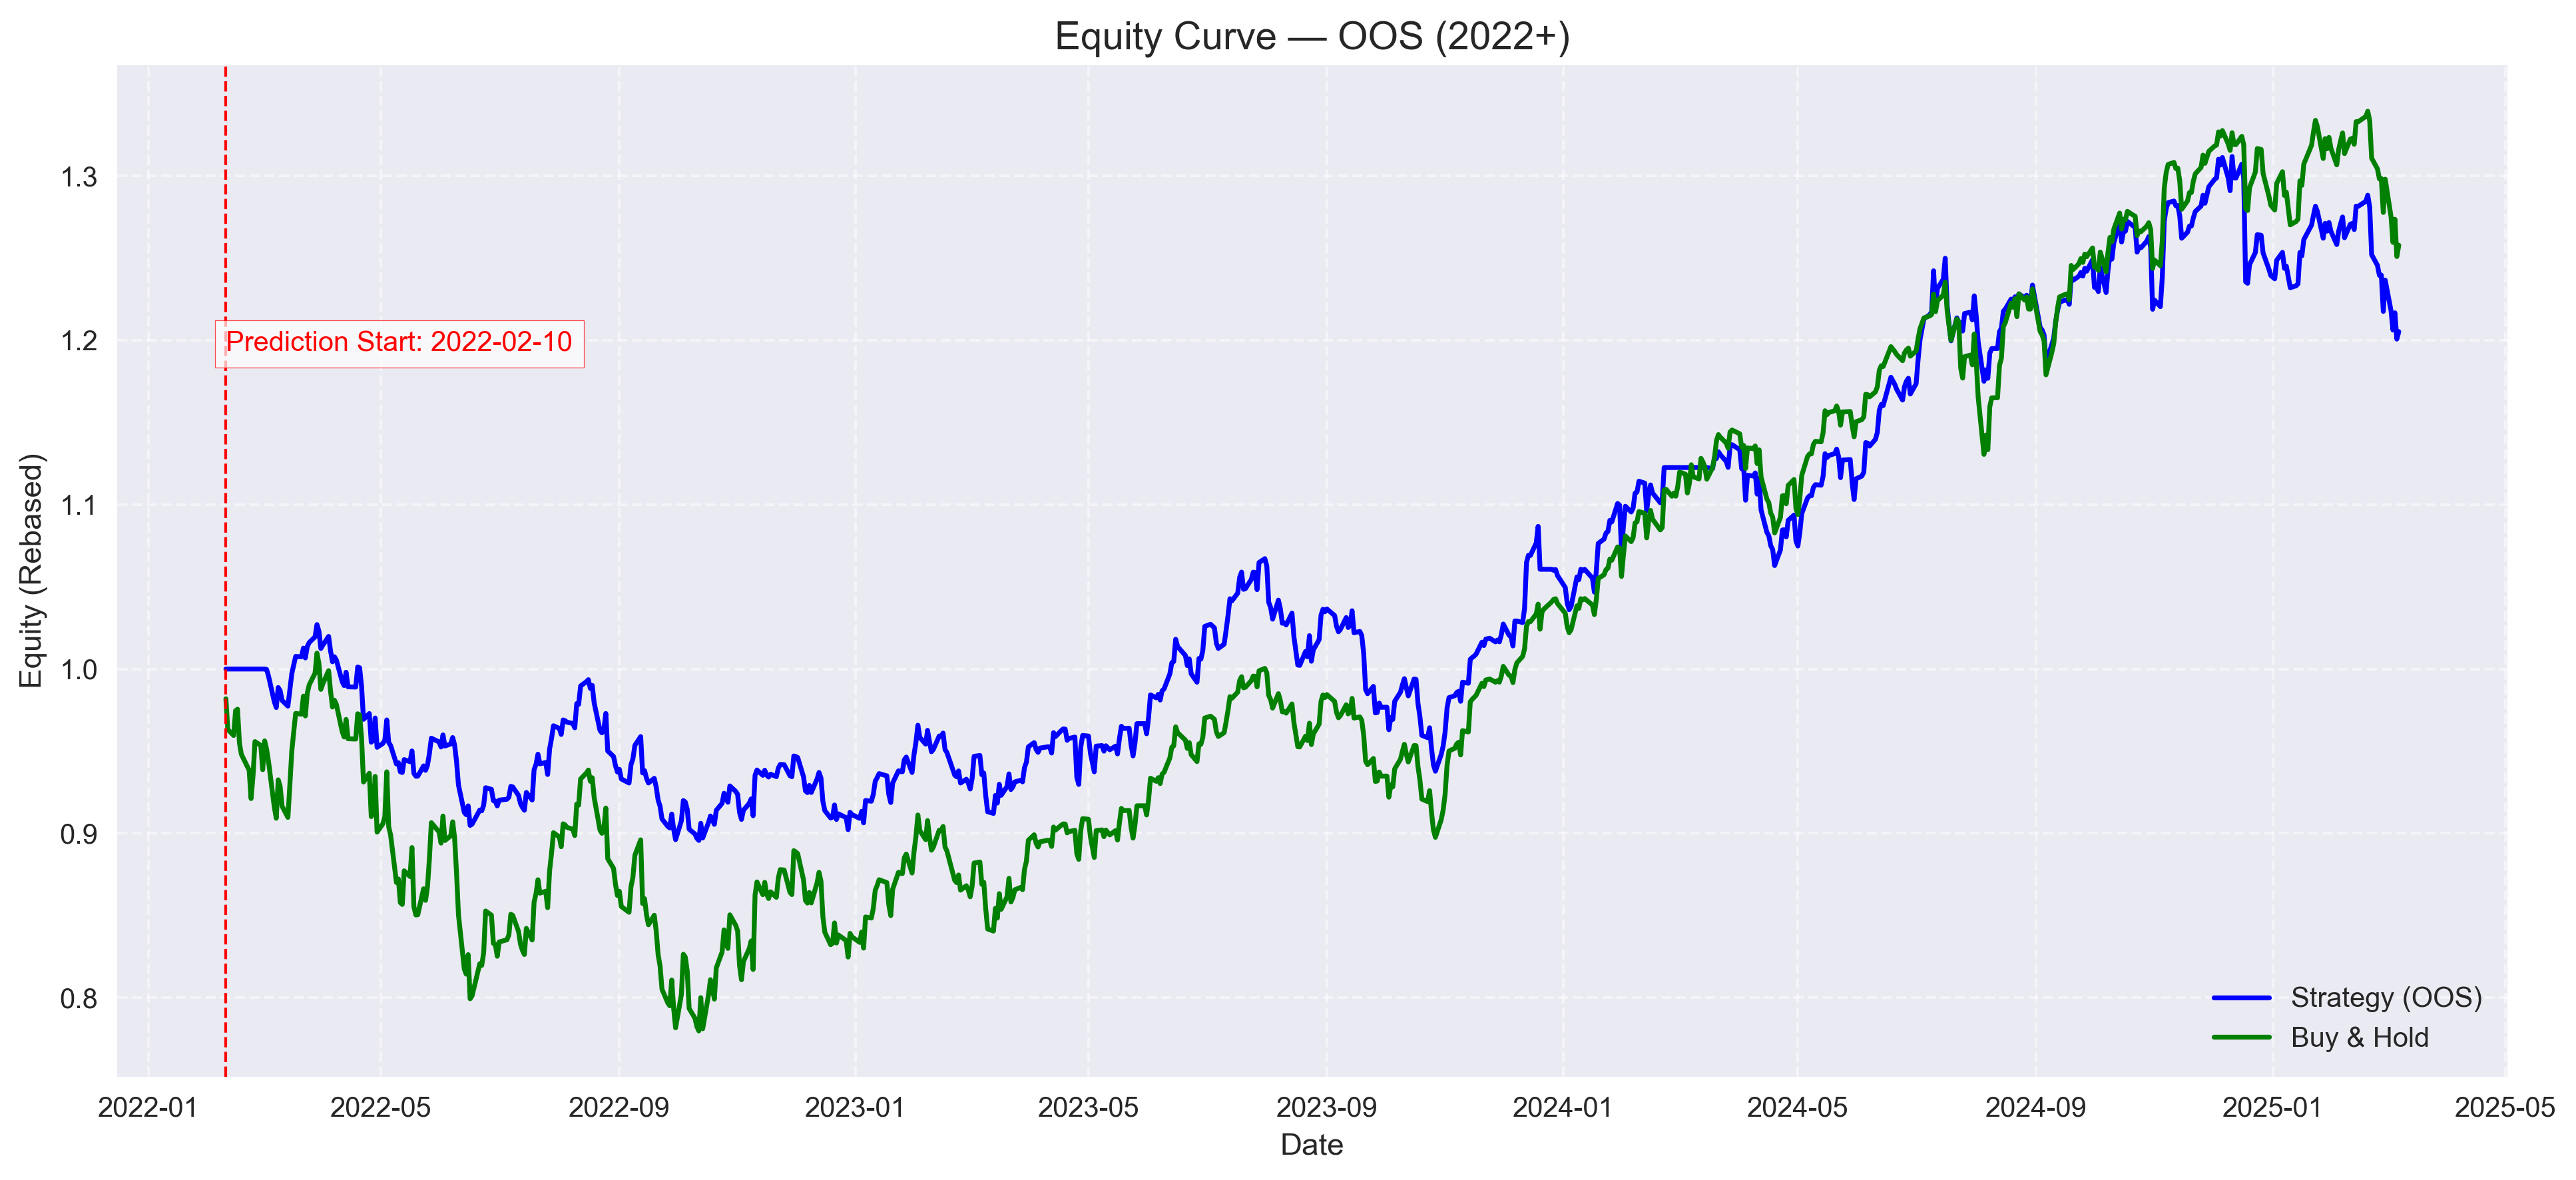 Equity Curve — OOS (2022+)
Equity (Rebased)
1.3
1.2
1.1
1.0
0.9
0.8
Prediction Start: 2022-02-10
Strategy (OOS)
Buy & Hold
2022-01 2022-05 2022-09 2023-01 2023-05 2023-09 2024-01 2024-05 2024-09 2025-01 2025-05
Date